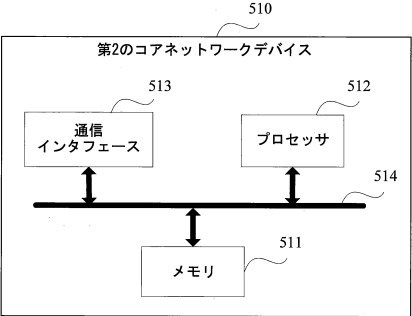 510
第2のコアネットワークデバイス
513
512
通信
インタフェース
プロセッサ
514
511
メモリ